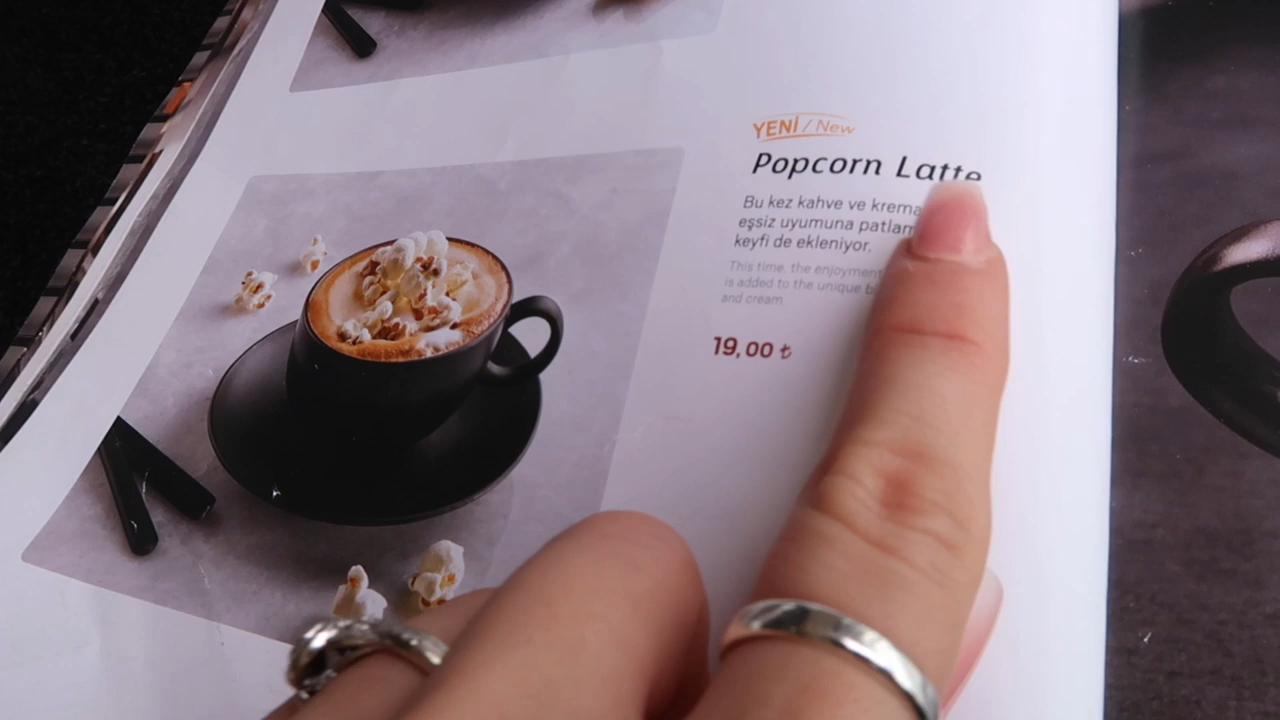 YENİ / New
Popcorn Latte
Bu kez kahve ve krema
eşsiz uyumuna
keyfi de ekleniyor.
This time, the enjoyment
is added to the unique
and cream.
19,00 ₺